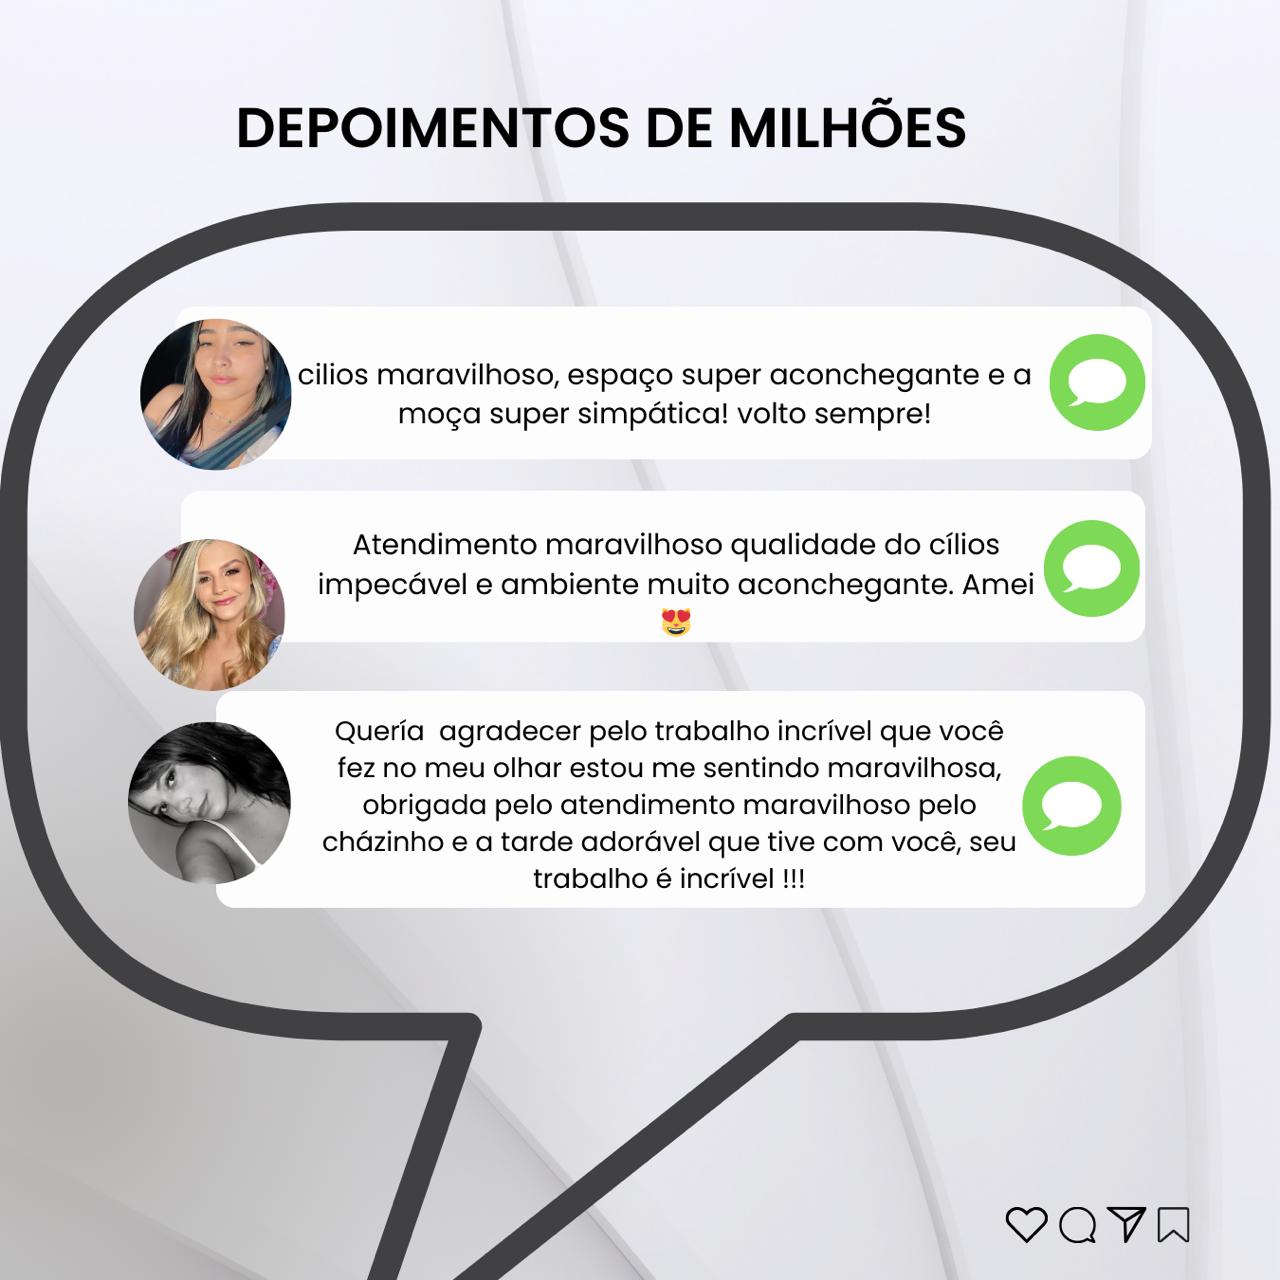 DEPOIMENTOS DE MILHÕES
cilios maravilhoso, espaço super aconchegante e a
moça super simpática! volto sempre!
Atendimento maravilhoso qualidade do cílios
impecável e ambiente muito aconchegante. Amei
😻
Quería  agradecer pelo trabalho incrível que você
fez no meu olhar estou me sentindo maravilhosa,
obrigada pelo atendimento maravilhoso pelo
cházinho e a tarde adorável que tive com você, seu
trabalho é incrível !!!